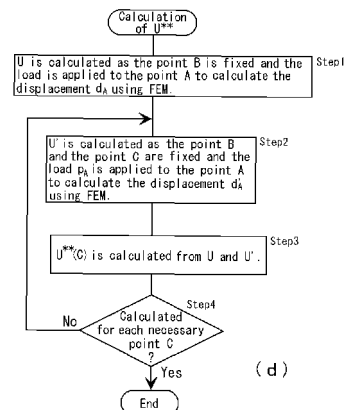 Calculation
of U**
Step1
U is calculated as the point B is fixed and the
load is applied to the point A to calculate the
displacement dA using FEM.
Step2
U' is calculated as the point B
and the point C are fixed and the
load pA is applied to the point A
to calculate the displacement d'A
using FEM.
Step3
U**(C) is calculated from U and U'.
Step4
Calculated
for each necessary
point C
?
No
Yes
(d)
End